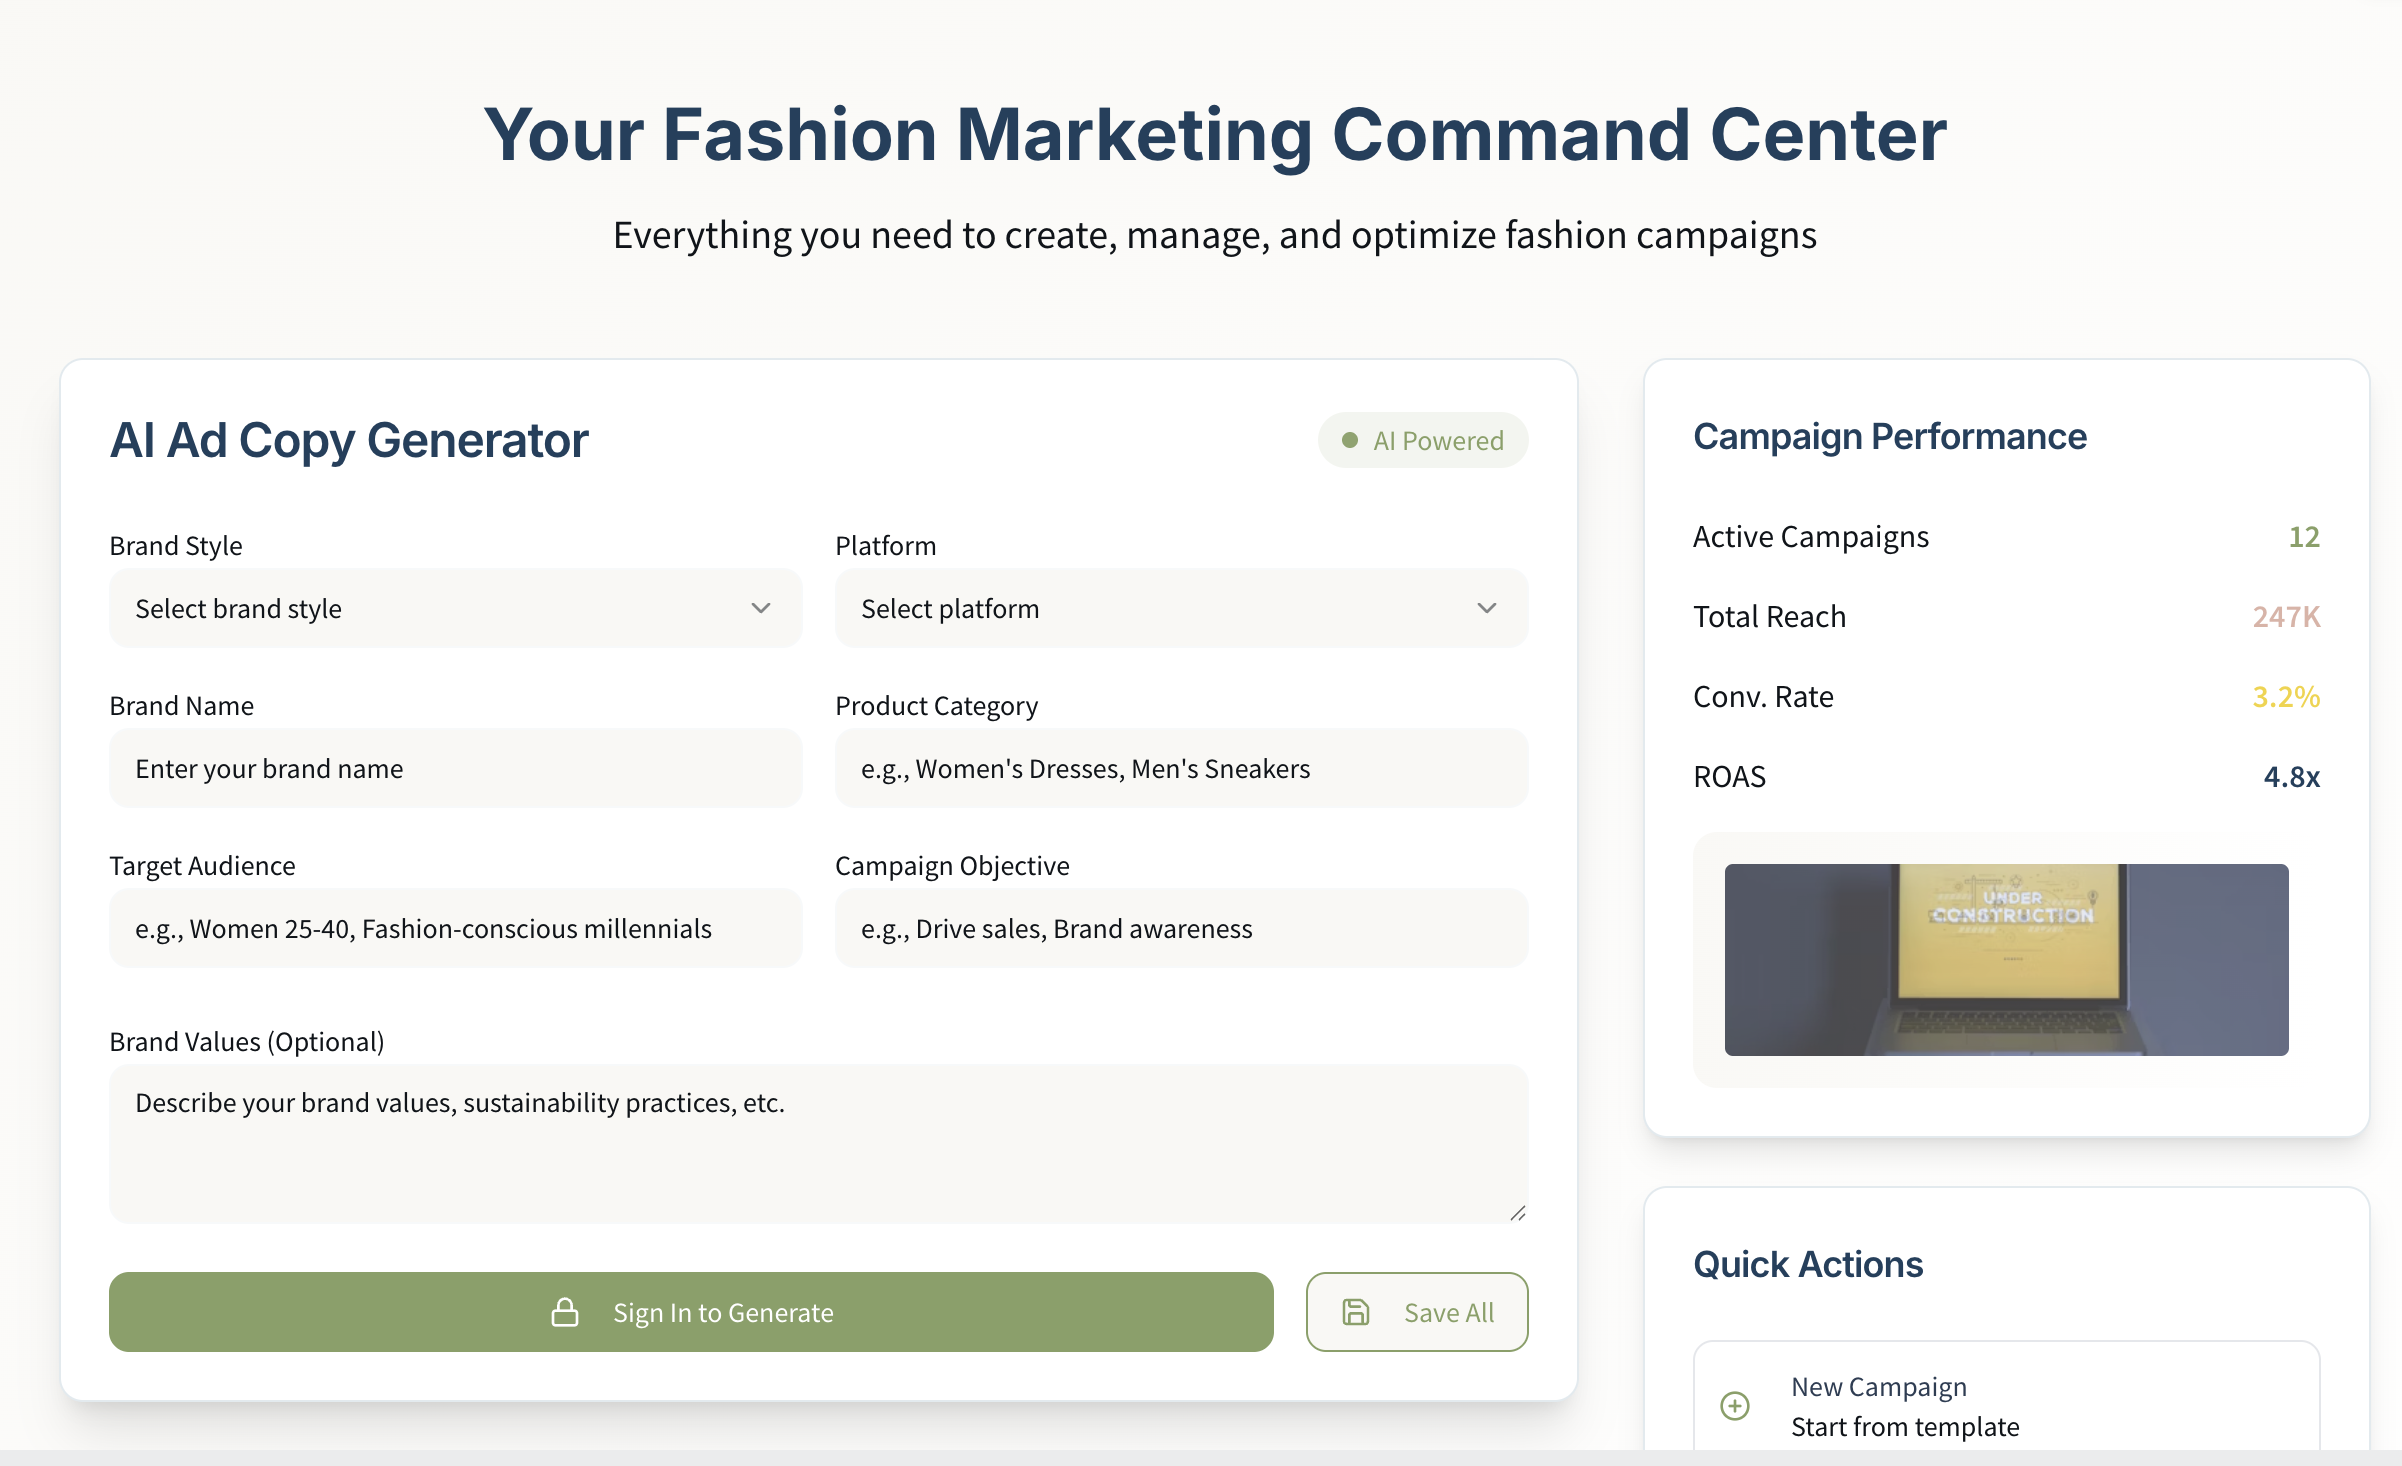 Your Fashion Marketing Command Center
Everything you need to create, manage, and optimize fashion campaigns
AI Ad Copy Generator
AI Powered
Brand Style
Platform
Select brand style
Select platform
Brand Name
Product Category
Enter your brand name
e.g., Women's Dresses, Men's Sneakers
Target Audience
Campaign Objective
e.g., Women 25-40, Fashion-conscious millennials
e.g., Drive sales, Brand awareness
Brand Values (Optional)
Describe your brand values, sustainability practices, etc.
Sign In to Generate
Save All
Campaign Performance
Active Campaigns 12
Total Reach 247K
Conv. Rate 3.2%
ROAS 4.8x
UNDER
CONSTRUCTION
Quick Actions
New Campaign
Start from template